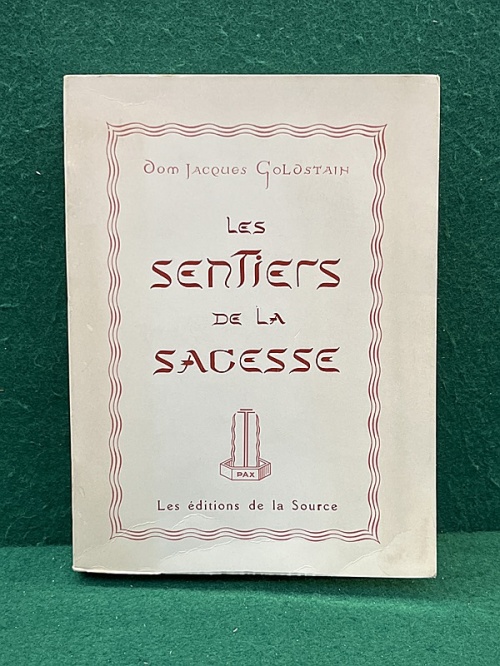 Dom Jacques Goldstain
Les
Sentiers
de la
Sagesse
PAX
Les éditions de la Source